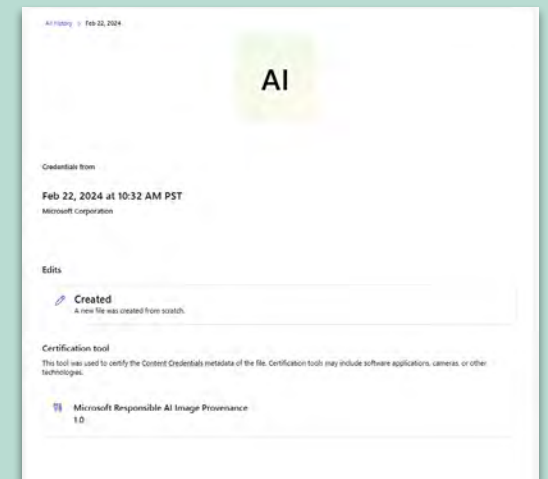 All history > Feb 22, 2024
AI
Credentials from
Feb 22, 2024 at 10:32 AM PST
Microsoft Corporation
Edits
Created
A new file was created from scratch.
Certification tool
This tool was used to certify the Content Credentials metadata of the file. Certification tools may include software applications, cameras, or other
technologies.
Microsoft Responsible AI Image Provenance
1.0